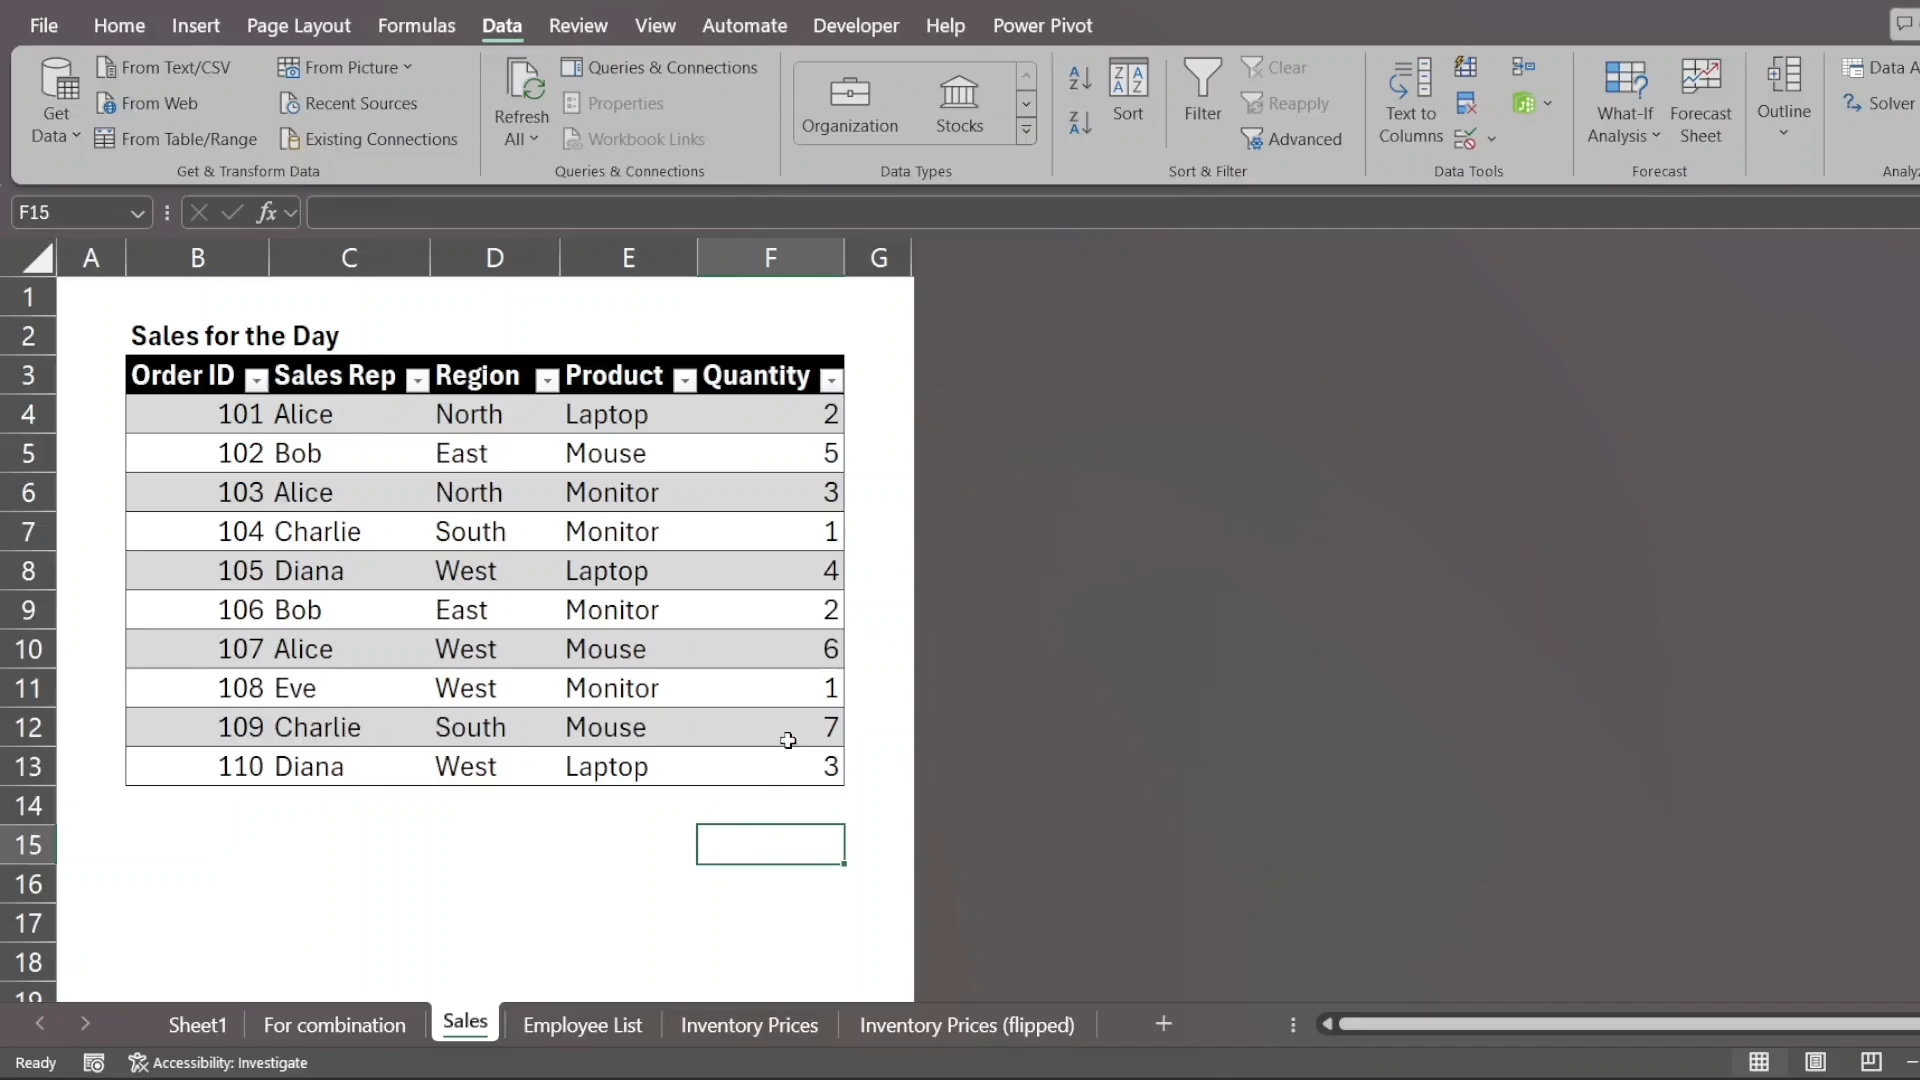 File Home Insert Page Layout Formulas Data Review View Automate Developer Help Power Pivot
Get Data
From Text/CSV
From Web
From Table/Range
From Picture
Recent Sources
Existing Connections
Get & Transform Data
Refresh All
Queries & Connections
Properties
Workbook Links
Queries & Connections
Organization
Stocks
Data Types
Sort
Filter
Clear
Reapply
Advanced
Sort & Filter
Text to Columns
Data Tools
What-If Analysis
Forecast Sheet
Forecast
Outline
Data A
Solver
Analyz
F15
fx
A B C D E F G
1
2 Sales for the Day
3 Order ID Sales Rep Region Product Quantity
4 101 Alice North Laptop 2
5 102 Bob East Mouse 5
6 103 Alice North Monitor 3
7 104 Charlie South Monitor 1
8 105 Diana West Laptop 4
9 106 Bob East Monitor 2
10 107 Alice West Mouse 6
11 108 Eve West Monitor 1
12 109 Charlie South Mouse 7
13 110 Diana West Laptop 3
14
15
16
17
18
19
Sheet1 For combination Sales Employee List Inventory Prices Inventory Prices (flipped)
Ready Accessibility: Investigate